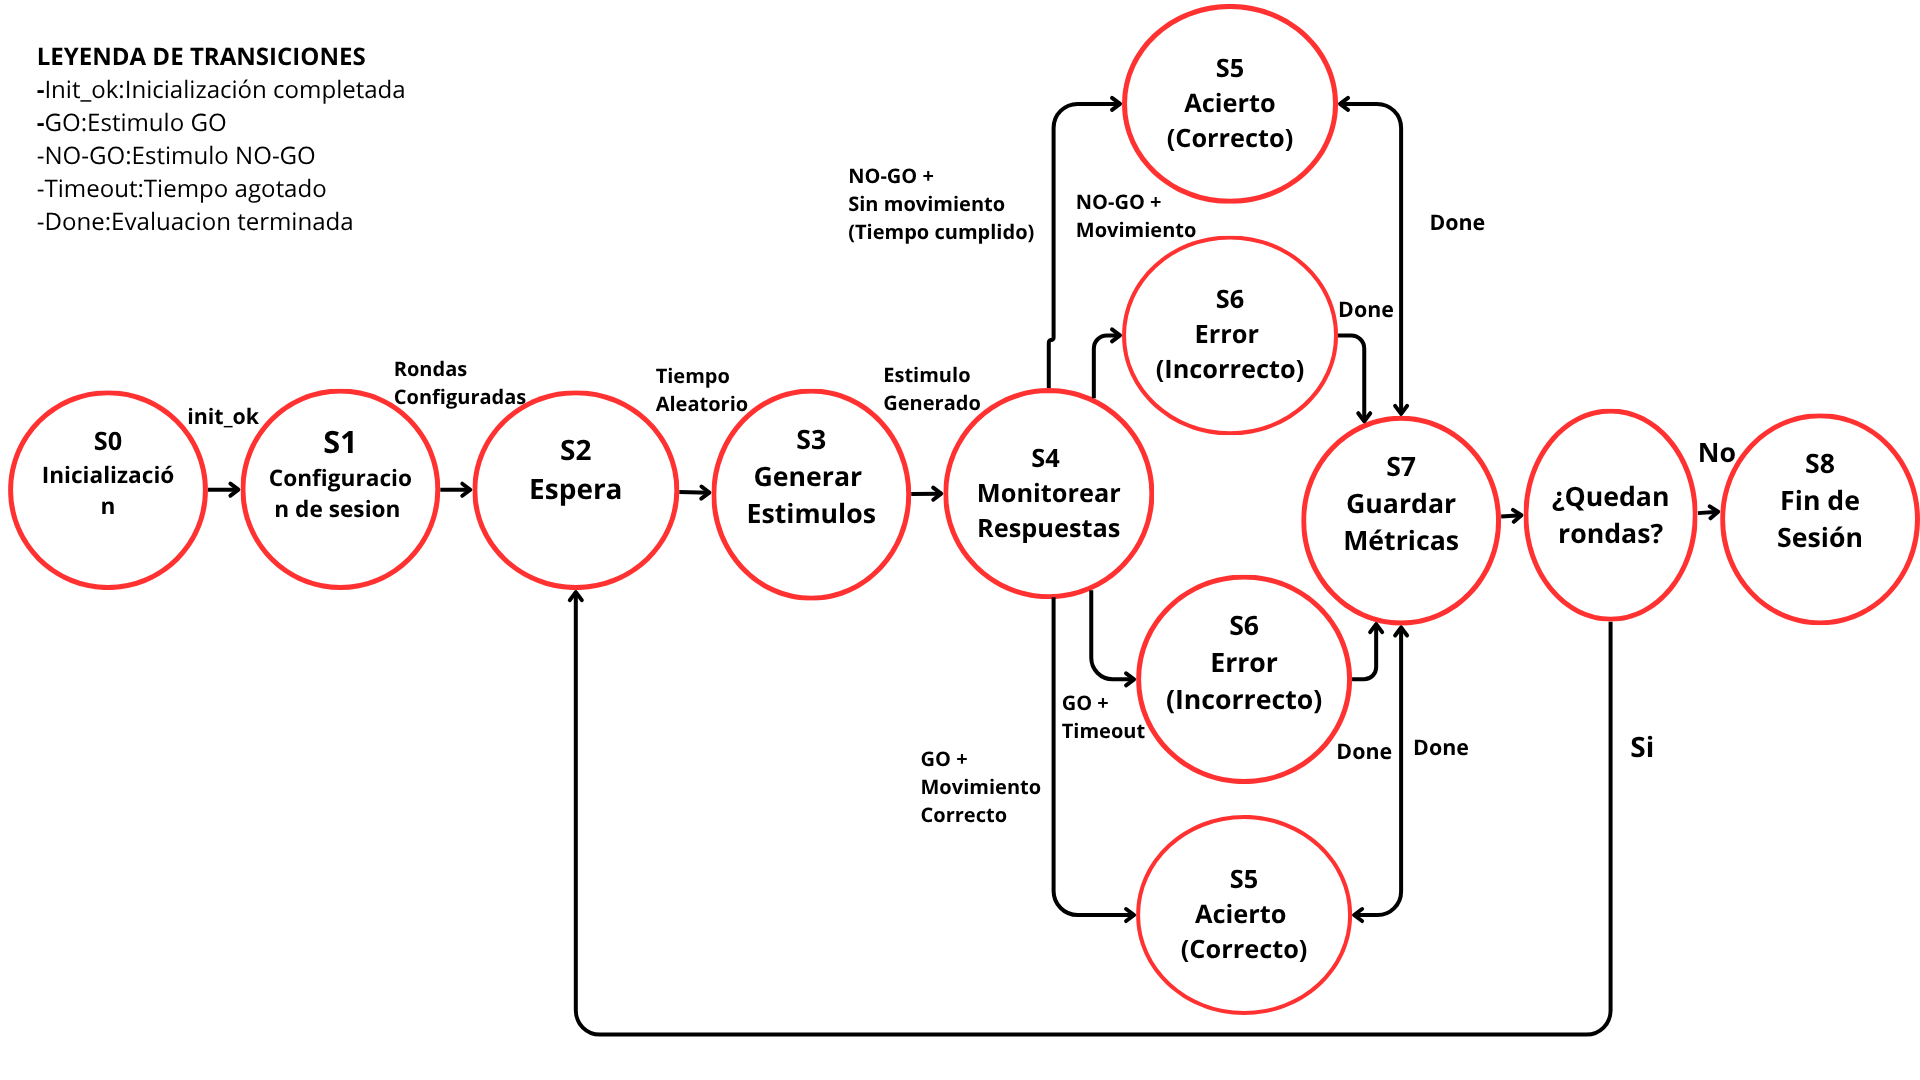 LEYENDA DE TRANSICIONES
-Init_ok:Inicialización completada
-GO:Estimulo GO
-NO-GO:Estimulo NO-GO
-Timeout:Tiempo agotado
-Done:Evaluacion terminada
S0
Inicializació
n
init_ok
S1
Configuracio
n de sesion
Rondas
Configuradas
S2
Espera
Tiempo
Aleatorio
S3
Generar
Estimulos
Estimulo
Generado
S4
Monitorear
Respuestas
NO-GO +
Sin movimiento
(Tiempo cumplido)
S5
Acierto
(Correcto)
Done
NO-GO +
Movimiento
S6
Error
(Incorrecto)
Done
GO +
Timeout
S6
Error
(Incorrecto)
Done
GO +
Movimiento
Correcto
S5
Acierto
(Correcto)
Done
S7
Guardar
Métricas
¿Quedan
rondas?
No
S8
Fin de
Sesión
Si